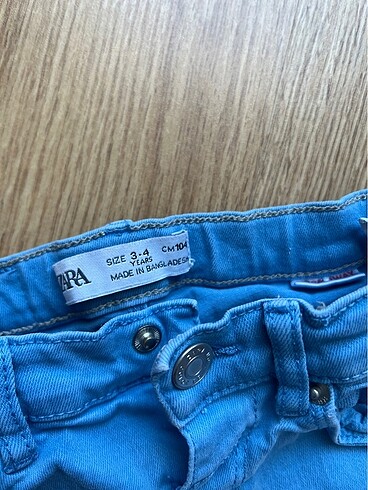 ZARA
SIZE 3-4 CM 104
YEARS
MADE IN BANGLADESH